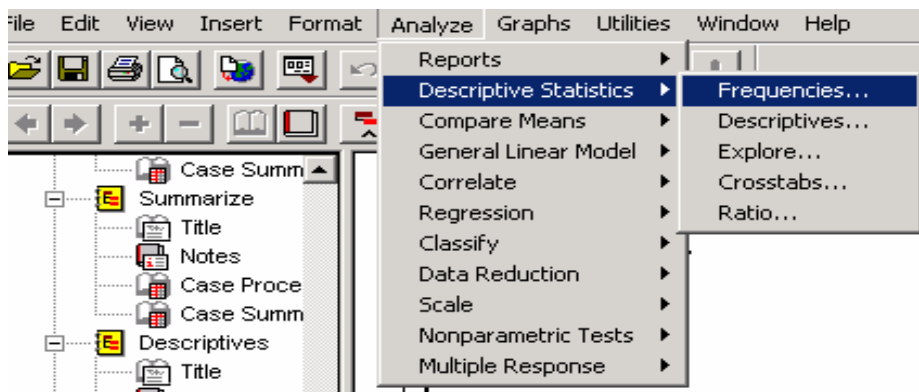 File Edit View Insert Format Analyze Graphs Utilities Window Help
Reports
Descriptive Statistics
Compare Means
General Linear Model
Correlate
Regression
Classify
Data Reduction
Scale
Nonparametric Tests
Multiple Response
Frequencies...
Descriptives...
Explore...
Crosstabs...
Ratio...
Case Summ
Summarize
Title
Notes
Case Proce
Case Summ
Descriptives
Title